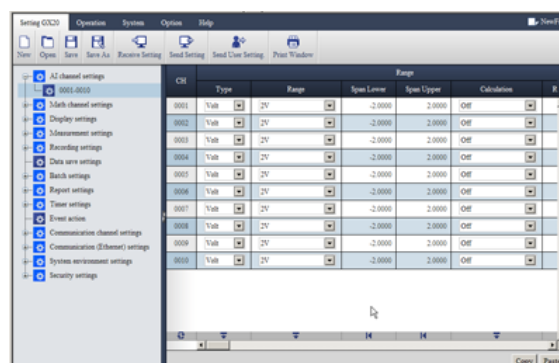 Setting GX20 Operation System Option Help NewF
New Open Save Save As Receive Setting Send Setting Send User Setting Print Window
AI channel settings
0001-0010
Math channel settings
Display settings
Measurement settings
Recording settings
Data save settings
Batch settings
Report settings
Timer settings
Event action
Communication channel settings
Communication (Ethernet) settings
System environment settings
Security settings
CH Range
Type Range Span Lower Span Upper Calculation R
0001 Volt 2V -2.0000 2.0000 Off
0002 Volt 2V -2.0000 2.0000 Off
0003 Volt 2V -2.0000 2.0000 Off
0004 Volt 2V -2.0000 2.0000 Off
0005 Volt 2V -2.0000 2.0000 Off
0006 Volt 2V -2.0000 2.0000 Off
0007 Volt 2V -2.0000 2.0000 Off
0008 Volt 2V -2.0000 2.0000 Off
0009 Volt 2V -2.0000 2.0000 Off
0010 Volt 2V -2.0000 2.0000 Off
Copy